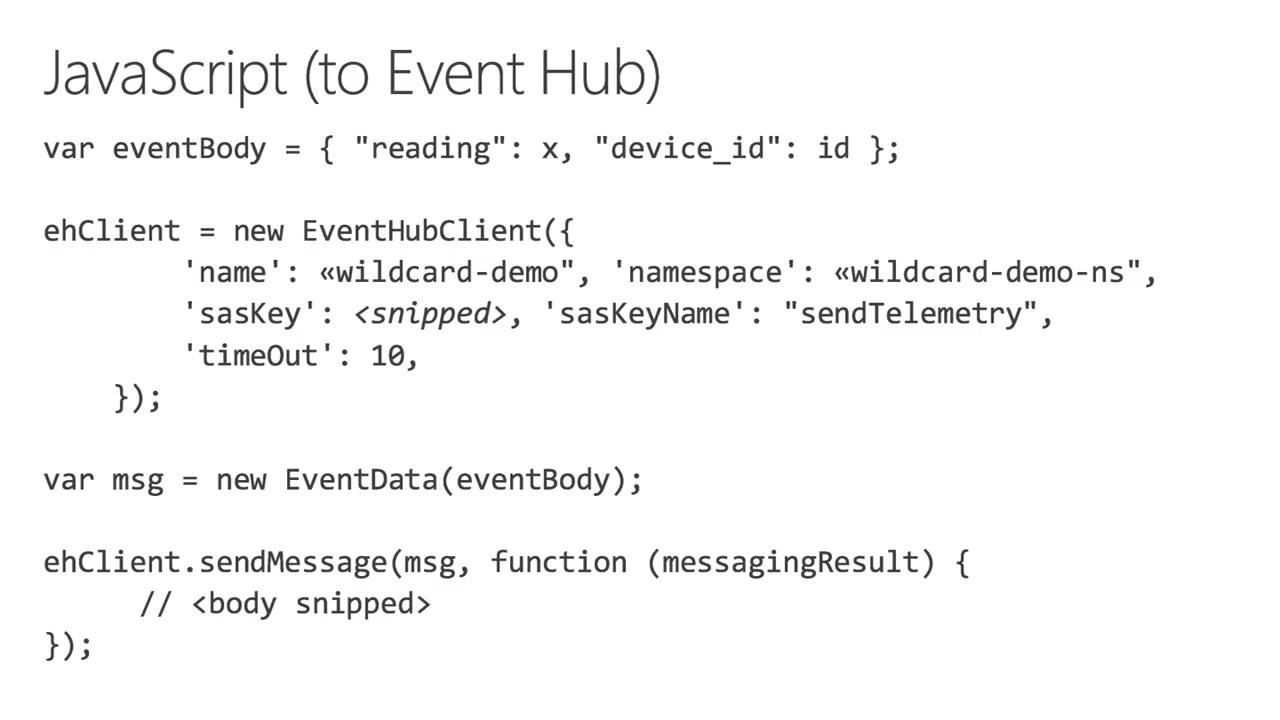 JavaScript (to Event Hub)
var eventBody = { "reading": x, "device_id": id };
ehClient = new EventHubClient({
'name': «wildcard-demo", 'namespace': «wildcard-demo-ns",
'sasKey': <snipped>, 'sasKeyName': "sendTelemetry",
'timeOut': 10,
});
var msg = new EventData(eventBody);
ehClient.sendMessage(msg, function (messagingResult) {
// <body snipped>
});